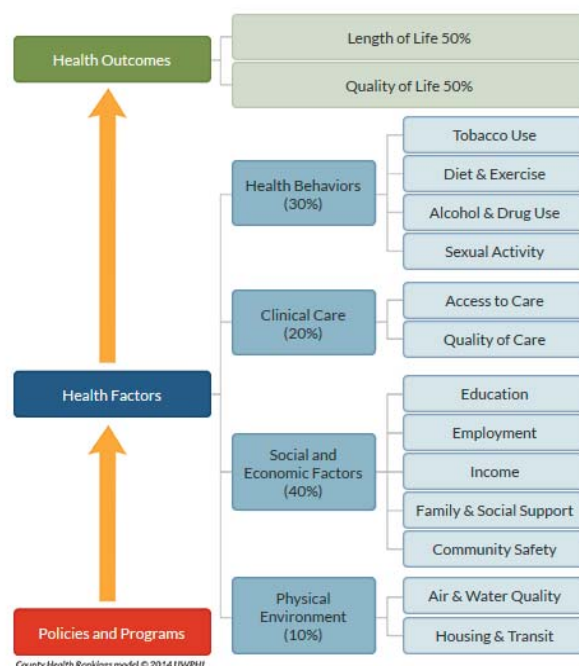 Health Outcomes
Length of Life 50%
Quality of Life 50%
Health Behaviors
(30%)
Tobacco Use
Diet & Exercise
Alcohol & Drug Use
Sexual Activity
Clinical Care
(20%)
Access to Care
Quality of Care
Health Factors
Social and
Economic Factors
(40%)
Education
Employment
Income
Family & Social Support
Community Safety
Physical
Environment
(10%)
Air & Water Quality
Housing & Transit
Policies and Programs
County Health Rankings model © 2014 UWPHI